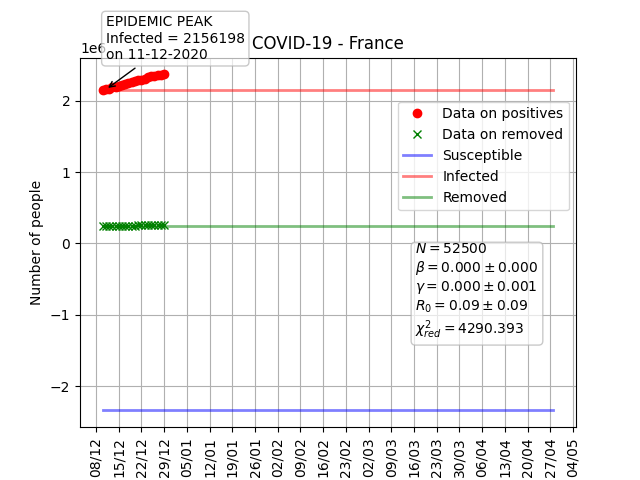 EPIDEMIC PEAK
Infected = 2156198
on 11-12-2020
COVID-19 - France
1e6
Number of people
2
1
0
−1
−2
Data on positives
Data on removed
Susceptible
Infected
Removed
N = 52500
β = 0.000 ± 0.000
γ = 0.000 ± 0.001
R₀ = 0.09 ± 0.09
χ²red = 4290.393
08/12
15/12
22/12
29/12
05/01
12/01
19/01
26/01
02/02
09/02
16/02
23/02
02/03
09/03
16/03
23/03
30/03
06/04
13/04
20/04
27/04
04/05